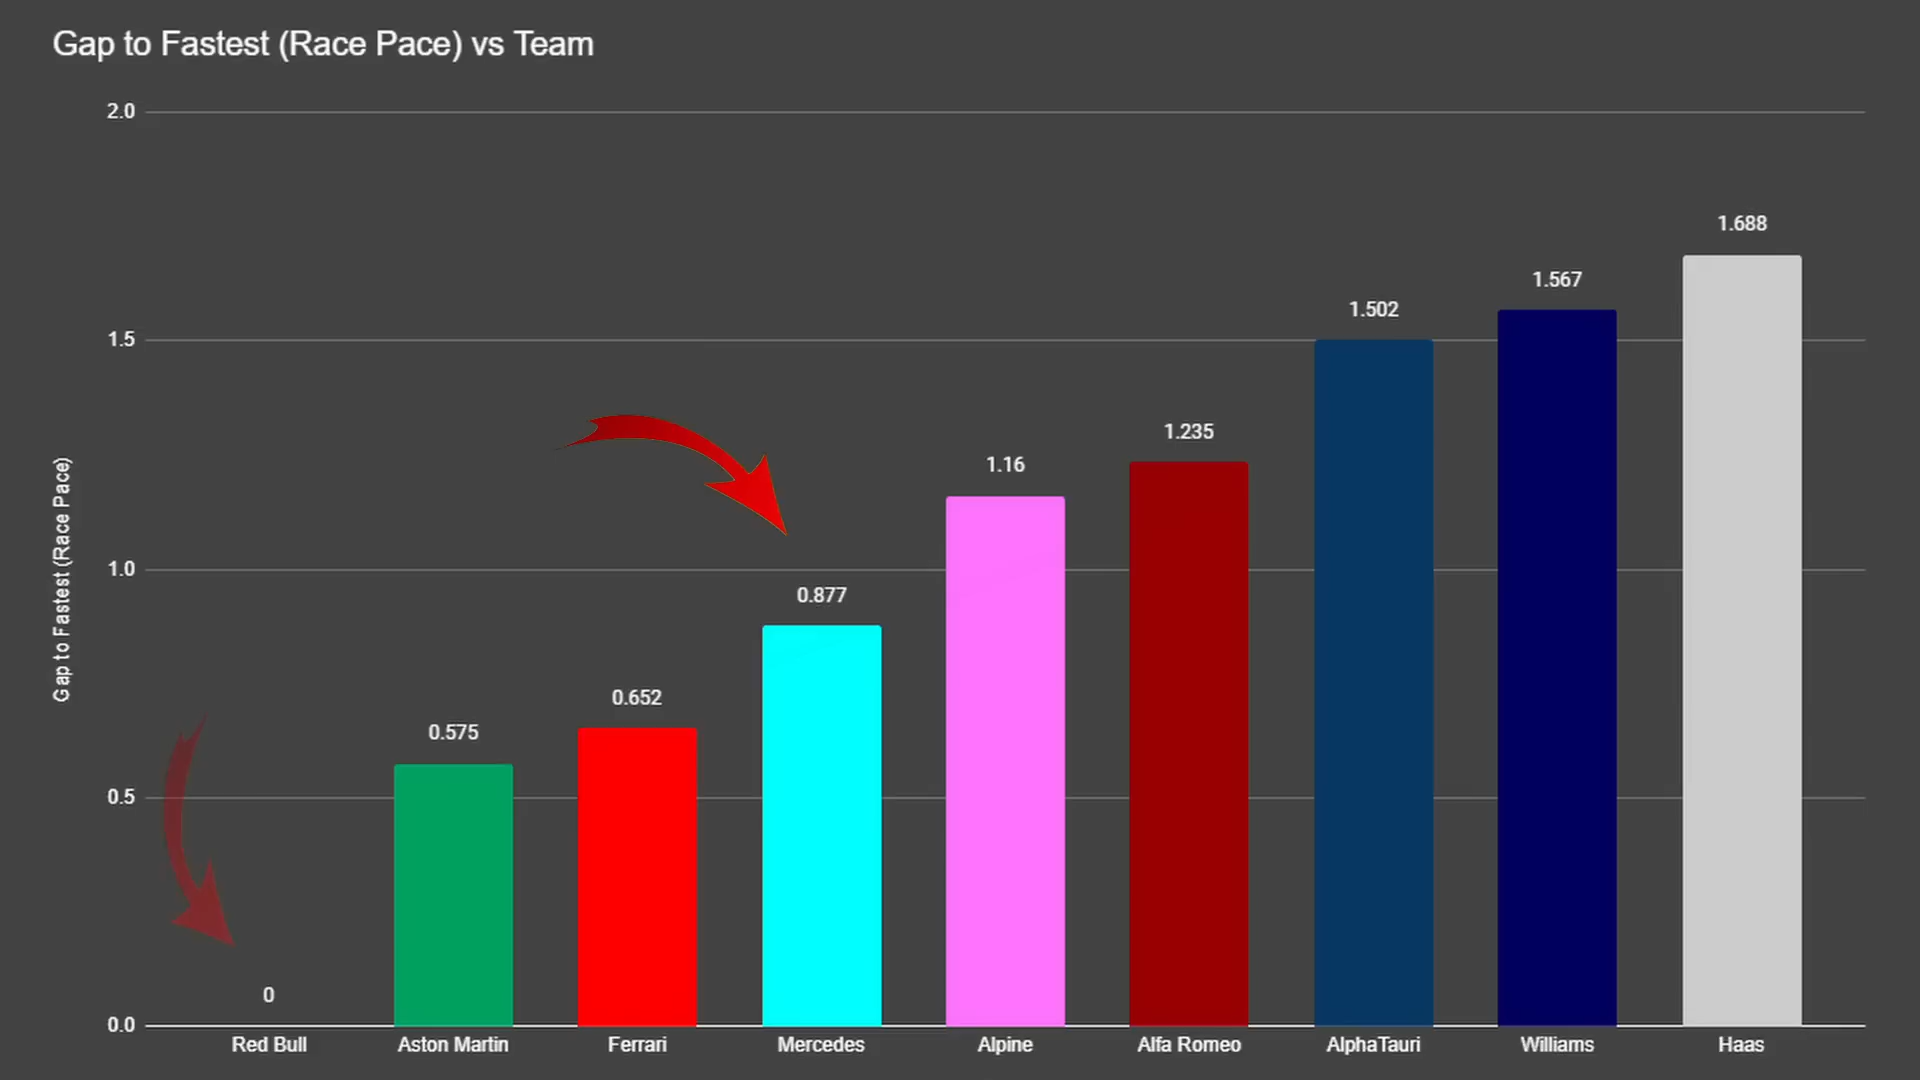 Gap to Fastest (Race Pace) vs Team
Gap to Fastest (Race Pace)
2.0
1.5
1.0
0.5
0.0
0
0.575
0.652
0.877
1.16
1.235
1.502
1.567
1.688
Red Bull
Aston Martin
Ferrari
Mercedes
Alpine
Alfa Romeo
AlphaTauri
Williams
Haas